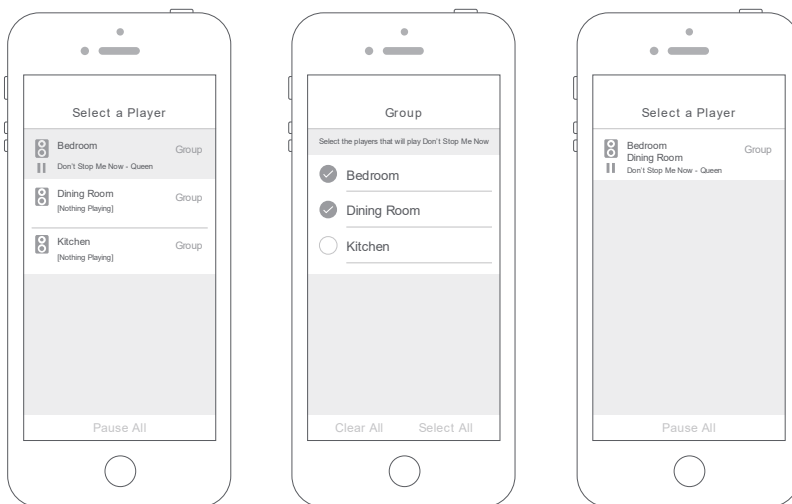 Select a Player
Bedroom
Group
Don't Stop Me Now - Queen
Dining Room
Group
[Nothing Playing]
Kitchen
Group
[Nothing Playing]
Pause All
Group
Select the players that will play Don't Stop Me Now
Bedroom
Dining Room
Kitchen
Clear All
Select All
Select a Player
Bedroom
Group
Dining Room
Don't Stop Me Now - Queen
Pause All